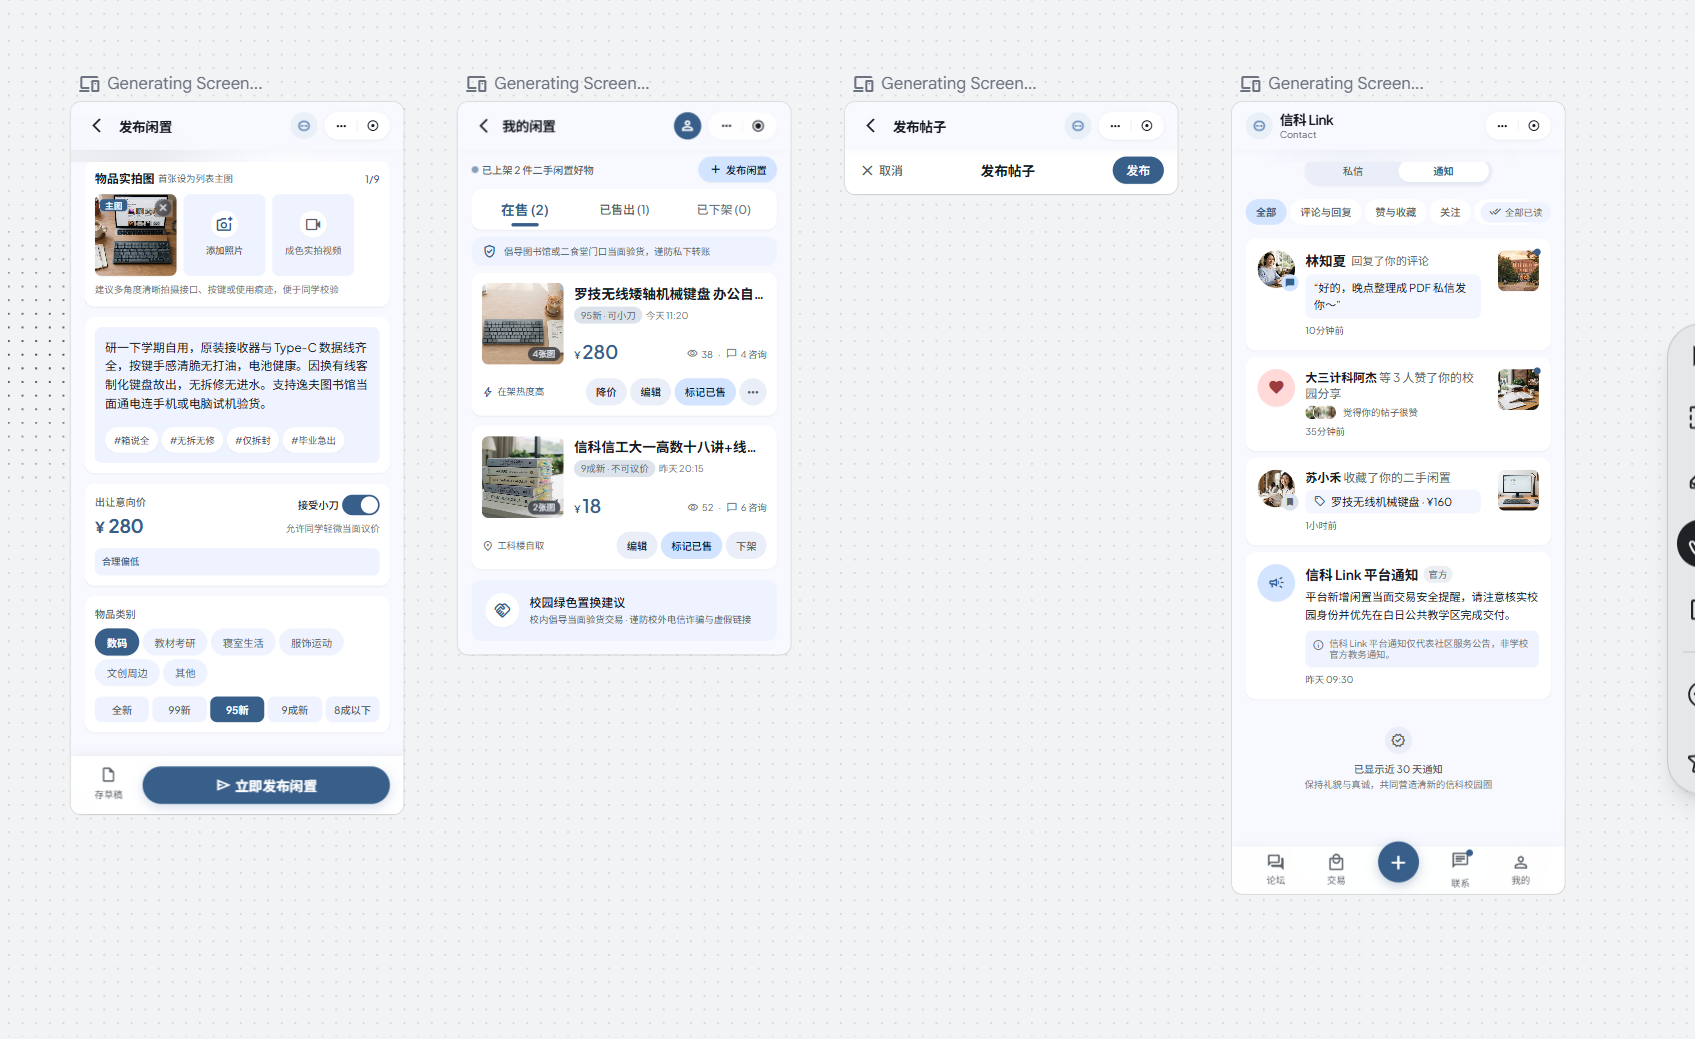 Generating Screen...
发布闲置
物品实拍图 首张设为列表主图 1/9
主图
添加照片
成色实拍视频
建议多角度清晰拍摄接口、按键或使用痕迹，便于同学校验
研一下学期自用，原装接收器与 Type-C 数据线齐
全，按键手感清脆无打油，电池健康。因换有线客
制化键盘故出，无拆修无进水。支持逸夫图书馆当
面通电连手机或电脑试机验货。
#箱说全 #无拆无修 #仅拆封 #毕业急出
出让意向价 接受小刀
¥ 280 允许同学轻微当面议价
合理偏低
物品类别
数码 教材考研 寝室生活 服饰运动
文创周边 其他
全新 99新 95新 9成新 8成以下
存草稿
立即发布闲置
Generating Screen...
我的闲置
已上架 2 件二手闲置好物 + 发布闲置
在售 (2) 已售出 (1) 已下架 (0)
倡导图书馆或二食堂门口当面验货，谨防私下转账
4张图
罗技无线矮轴机械键盘 办公自...
95新 · 可小刀 今天 11:20
¥ 280 38 · 4 咨询
在架热度高 降价 编辑 标记已售 ...
2张图
信科信工大一高数十八讲+线...
9成新 · 不可议价 昨天 20:15
¥ 18 52 · 6 咨询
工科楼自取 编辑 标记已售 下架
校园绿色置换建议
校内倡导当面验货交易 · 谨防校外电信诈骗与虚假链接
Generating Screen...
发布帖子
取消 发布帖子 发布
Generating Screen...
信科 Link
Contact
私信 通知
全部 评论与回复 赞与收藏 关注 全部已读
林知夏 回复了你的评论
“好的，晚点整理成 PDF 私信发
你～”
10分钟前
大三计科阿杰 等 3 人赞了你的校
园分享
觉得你的帖子很赞
35分钟前
苏小禾 收藏了你的二手闲置
罗技无线机械键盘 · ¥160
1小时前
信科 Link 平台通知 官方
平台新增闲置当面交易安全提醒，请注意核实校
园身份并优先在白日公共教学区完成交付。
信科 Link 平台通知仅代表社区服务公告，非学校
官方教务通知。
昨天 09:30
已显示近 30 天通知
保持礼貌与真诚，共同营造清新的信科校园圈
论坛 交易 + 联系 我的